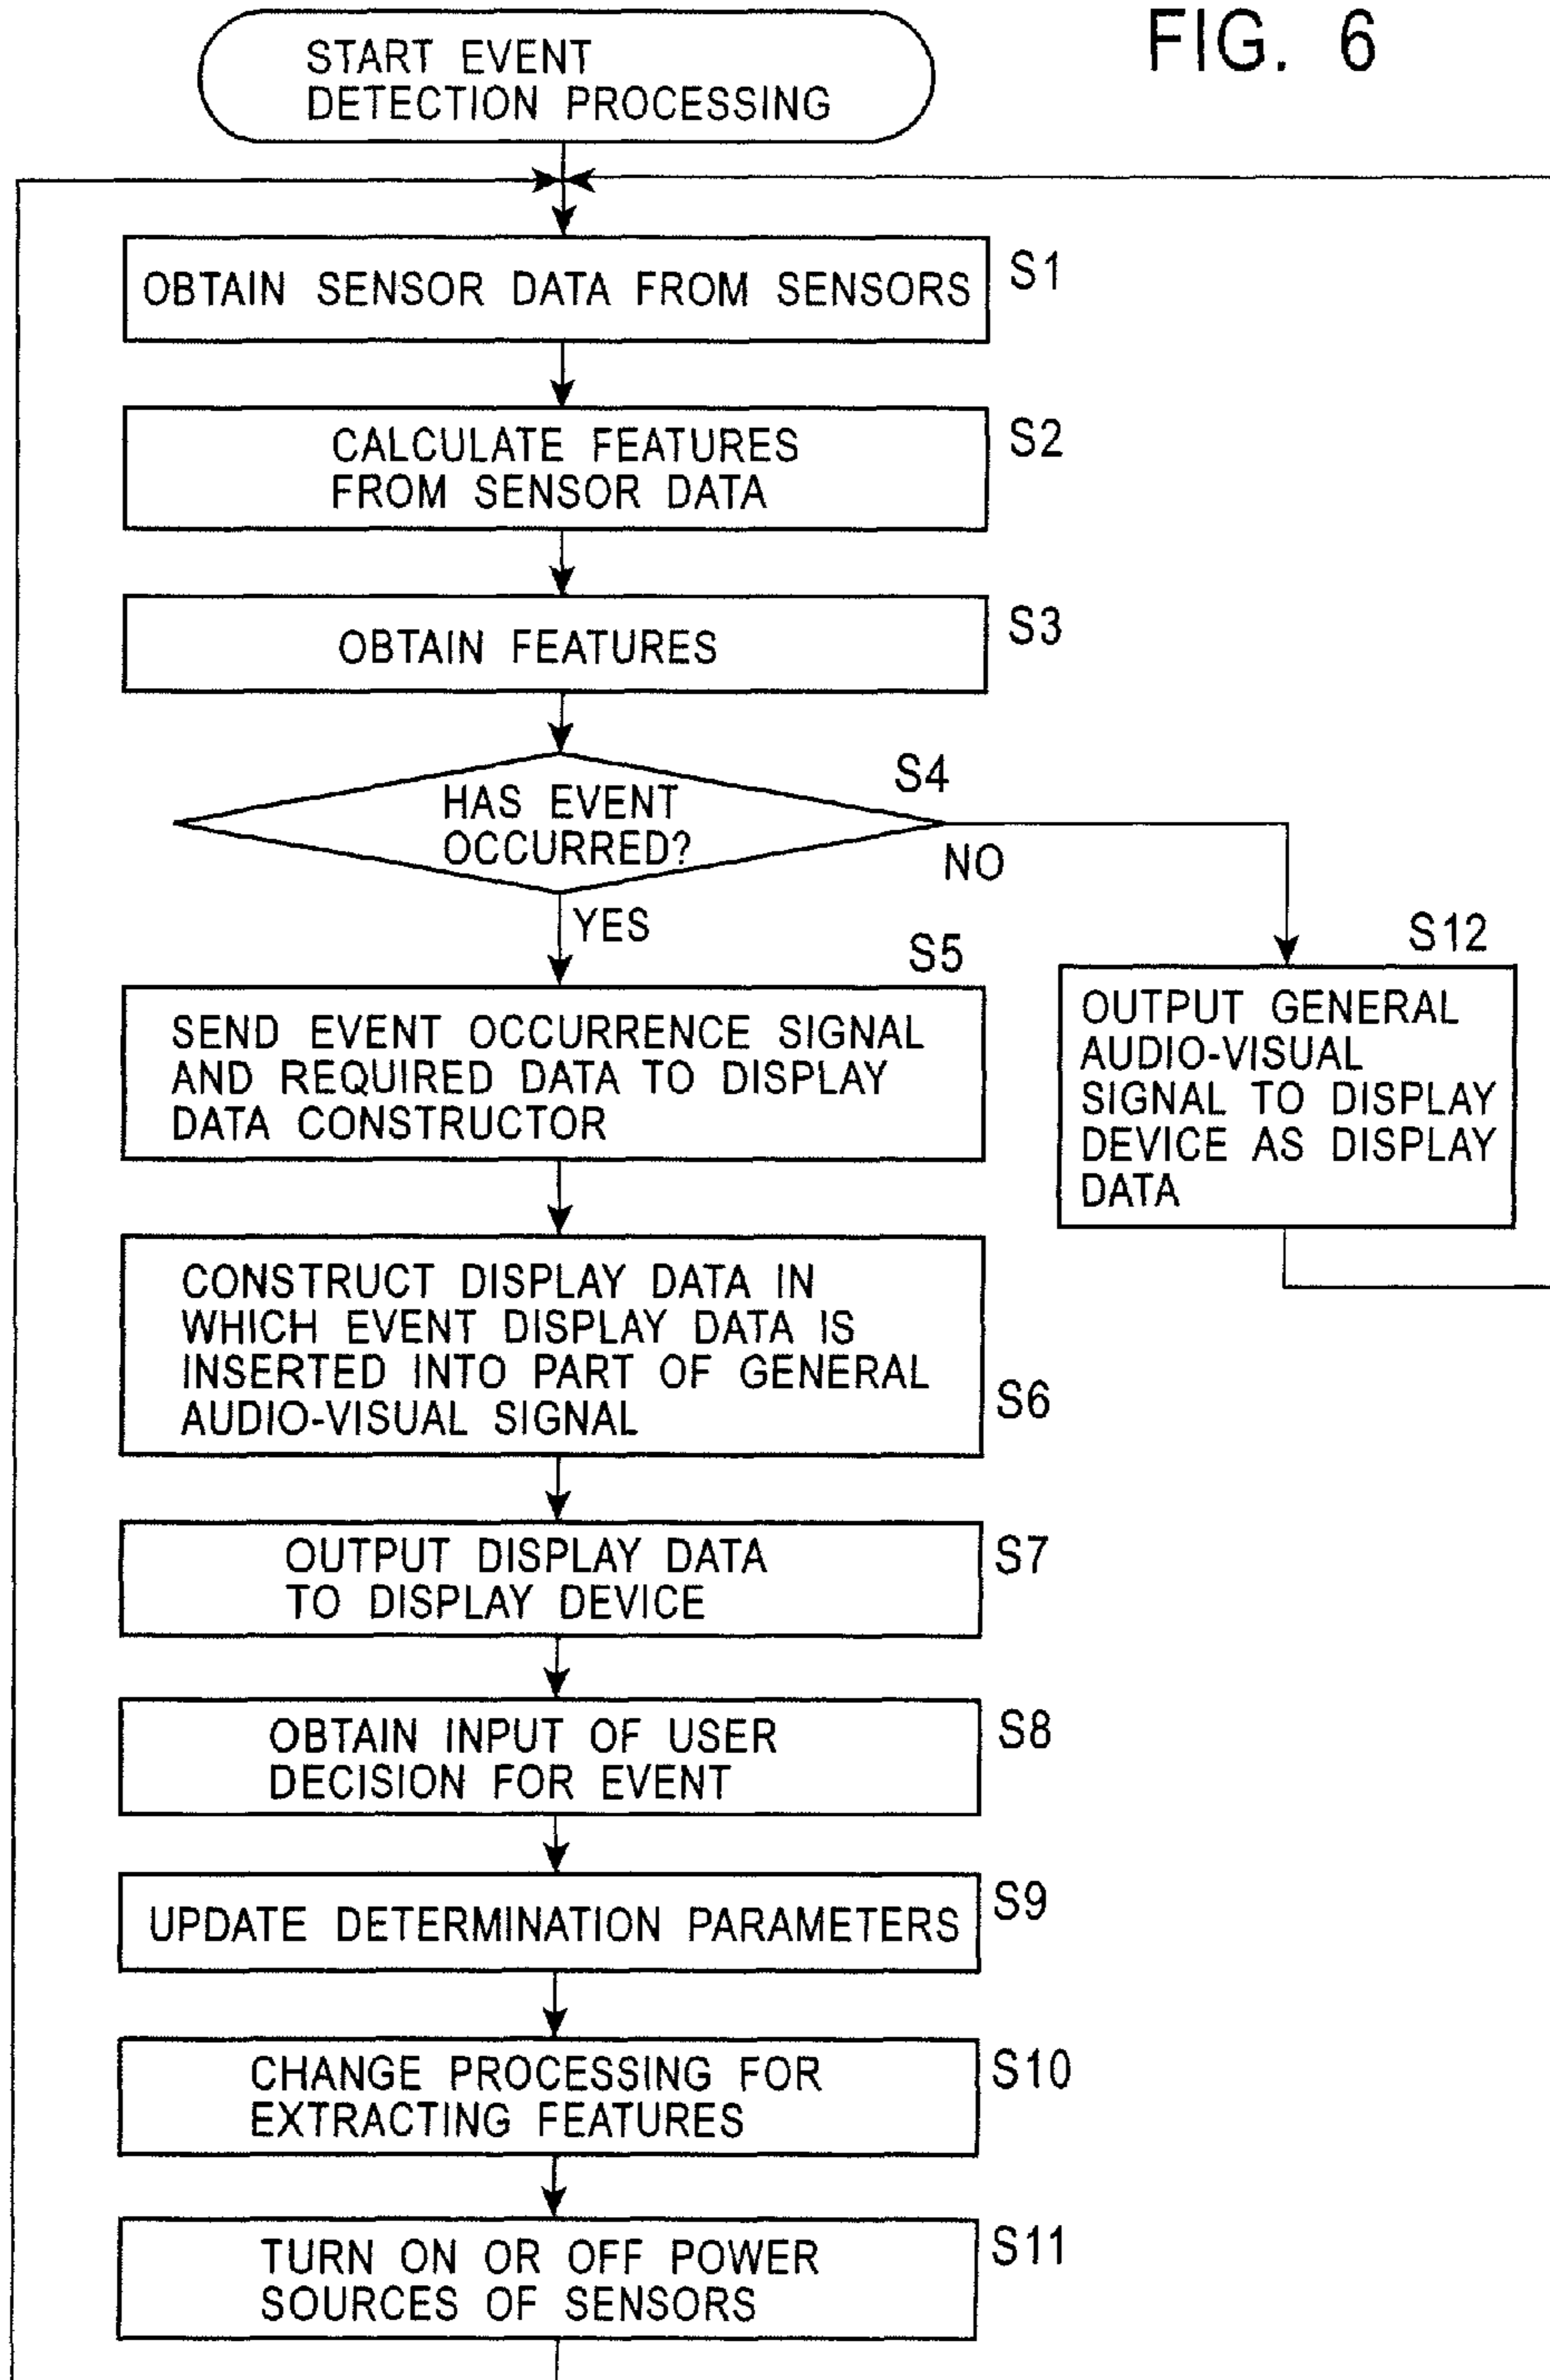 FIG. 6
START EVENT
DETECTION PROCESSING
OBTAIN SENSOR DATA FROM SENSORS
S1
CALCULATE FEATURES
FROM SENSOR DATA
S2
OBTAIN FEATURES
S3
HAS EVENT
OCCURRED?
S4
NO
YES
S5
SEND EVENT OCCURRENCE SIGNAL
AND REQUIRED DATA TO DISPLAY
DATA CONSTRUCTOR
S12
OUTPUT GENERAL
AUDIO-VISUAL
SIGNAL TO DISPLAY
DEVICE AS DISPLAY
DATA
CONSTRUCT DISPLAY DATA IN
WHICH EVENT DISPLAY DATA IS
INSERTED INTO PART OF GENERAL
AUDIO-VISUAL SIGNAL
S6
OUTPUT DISPLAY DATA
TO DISPLAY DEVICE
S7
OBTAIN INPUT OF USER
DECISION FOR EVENT
S8
UPDATE DETERMINATION PARAMETERS
S9
CHANGE PROCESSING FOR
EXTRACTING FEATURES
S10
TURN ON OR OFF POWER
SOURCES OF SENSORS
S11